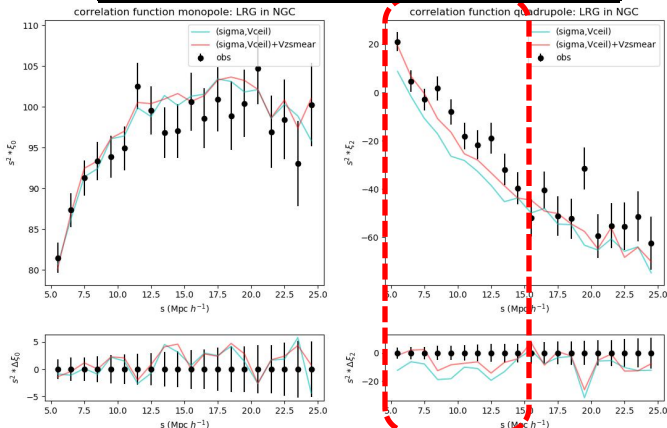 correlation function monopole: LRG in NGC
110
105
100
95
90
85
80
s² * ξ₀
(sigma,Vceil)
(sigma,Vceil)+Vzsmear
obs
5.0 7.5 10.0 12.5 15.0 17.5 20.0 22.5 25.0
s (Mpc h⁻¹)
5
0
−5
s² * Δξ₀
5.0 7.5 10.0 12.5 15.0 17.5 20.0 22.5 25.0
s (Mpc h⁻¹)
correlation function quadrupole: LRG in NGC
20
0
−20
−40
−60
s² * ξ₂
(sigma,Vceil)
(sigma,Vceil)+Vzsmear
obs
5.0 7.5 10.0 12.5 15.0 17.5 20.0 22.5 25.0
s (Mpc h⁻¹)
0
−20
s² * Δξ₂
5.0 7.5 10.0 12.5 15.0 17.5 20.0 22.5 25.0
s (Mpc h⁻¹)